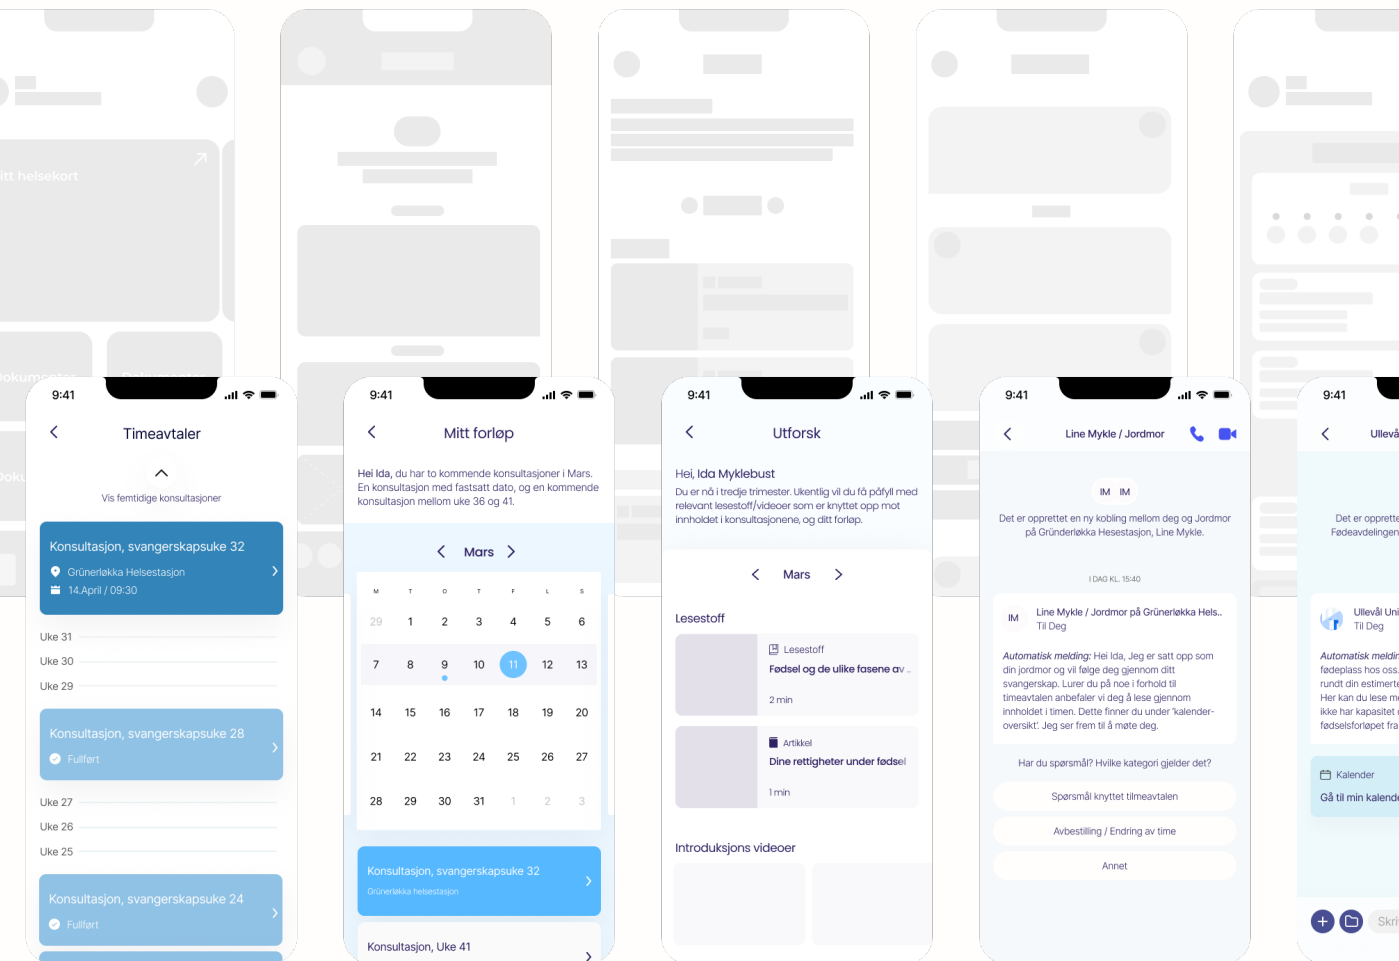 itt helsekort
Dokumenter
Dokumenter
Doku
9:41
Timeavtaler
Vis femtidige konsultasjoner
Konsultasjon, svangerskapsuke 32
Grünerløkka Helsestasjon
14.April / 09:30
Uke 31
Uke 30
Uke 29
Konsultasjon, svangerskapsuke 28
Fullført
Uke 27
Uke 26
Uke 25
Konsultasjon, svangerskapsuke 24
Fullført
9:41
Mitt forløp
Hei Ida, du har to kommende konsultasjoner i Mars.
En konsultasjon med fastsatt dato, og en kommende
konsultasjon mellom uke 36 og 41.
Mars
M T O T F L S
29 1 2 3 4 5 6
7 8 9 10 11 12 13
14 15 16 17 18 19 20
21 22 23 24 25 26 27
28 29 30 31 1 2 3
Konsultasjon, svangerskapsuke 32
Grünerløkka helsestasjon
Konsultasjon, Uke 41
9:41
Utforsk
Hei, Ida Myklebust
Du er nå i tredje trimester. Ukentlig vil du få påfyll med
relevant lesestoff/videoer som er knyttet opp mot
innholdet i konsultasjonene, og ditt forløp.
Mars
Lesestoff
Lesestoff
Fødsel og de ulike fasene av ..
2 min
Artikkel
Dine rettigheter under fødsel
1 min
Introduksjons videoer
9:41
Line Mykle / Jordmor
IM IM
Det er opprettet en ny kobling mellom deg og Jordmor
på Gründerløkka Hesestasjon, Line Mykle.
I DAG KL. 15:40
IM
Line Mykle / Jordmor på Grünerløkka Hels..
Til Deg
Automatisk melding: Hei Ida, Jeg er satt opp som
din jordmor og vil følge deg gjennom ditt
svangerskap. Lurer du på noe i forhold til
timeavtalen anbefaler vi deg å lese gjennom
innholdet i timen. Dette finner du under 'kalender-
oversikt'. Jeg ser frem til å møte deg.
Har du spørsmål? Hvilke kategori gjelder det?
Spørsmål knyttet tilmeavtalen
Avbestilling / Endring av time
Annet
9:41
Ullevå
Det er opprette
Fødeavdelingen
Ullevål Uni
Til Deg
Automatisk meldin
fødeplass hos oss.
rundt din estimerte
Her kan du lese me
ikke har kapasitet
fødselsforløpet fra
Kalender
Gå til min kalende
Skri